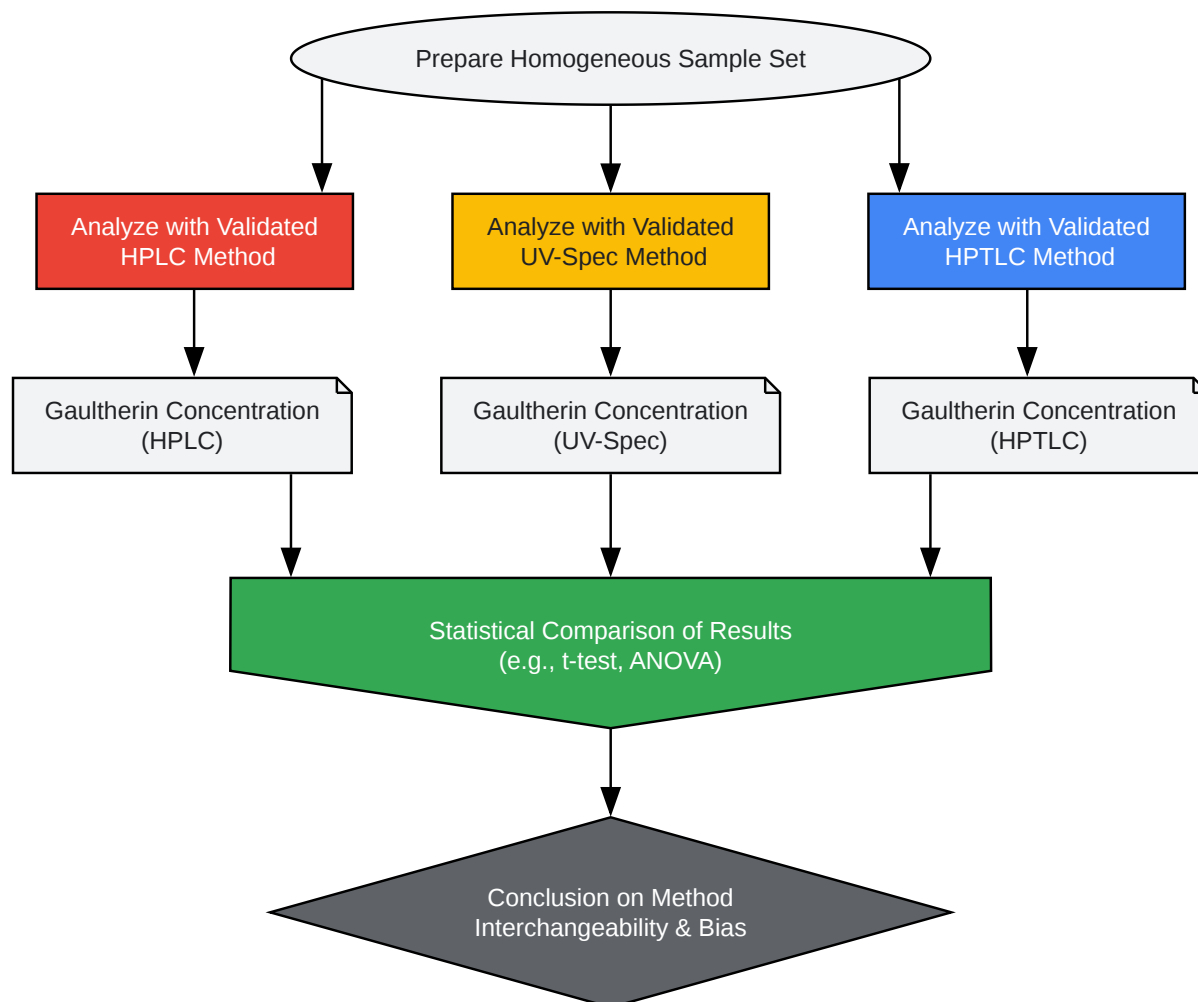 Prepare Homogeneous Sample Set
Analyze with Validated
HPLC Method
Analyze with Validated
UV-Spec Method
Analyze with Validated
HPTLC Method
Gaultherin Concentration
(HPLC)
Gaultherin Concentration
(UV-Spec)
Gaultherin Concentration
(HPTLC)
Statistical Comparison of Results
(e.g., t-test, ANOVA)
Conclusion on Method
Interchangeability & Bias